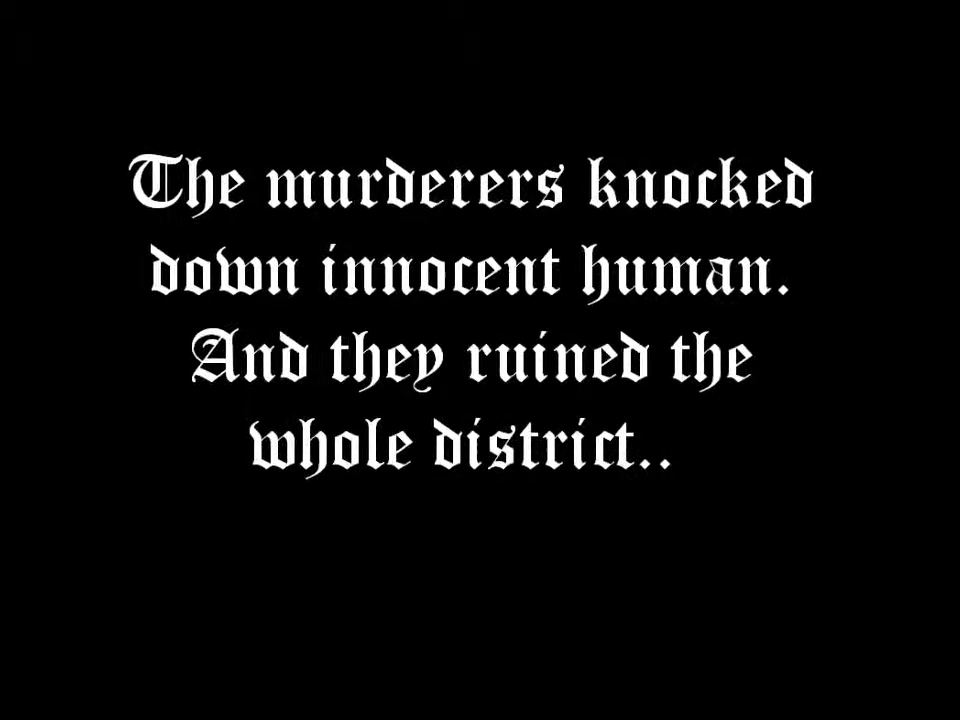 The murderers knocked
down innocent human.
And they ruined the
whole district..